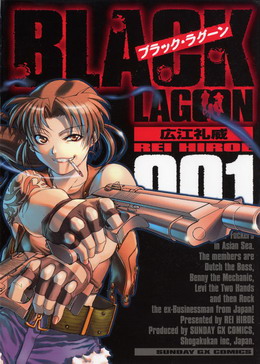 BLACK
ブラック・ラグーン
LAGOON
広江礼威
REI HIROE
001
in Asian Sea.
The members are
Dutch the Boss,
Benny the Mechanic,
Levi the Two Hands
and then Rock
the ex-Businessman from Japan!
Presented by REI HIROE
Produced by SUNDAY GX COMICS,
Shogakukan Inc, Japan.
SUNDAY GX COMICS